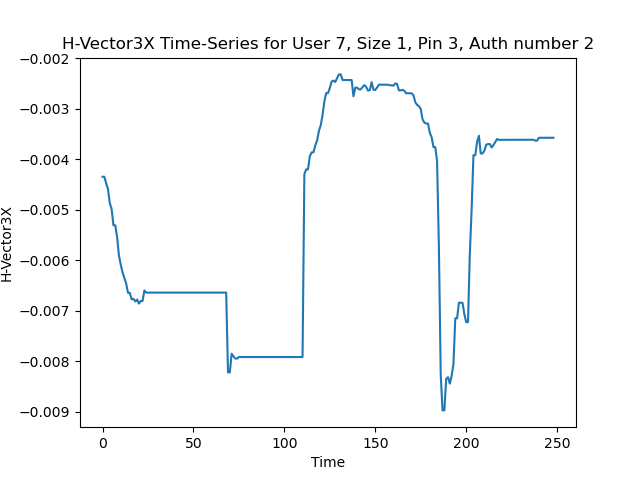 H-Vector3X Time-Series for User 7, Size 1, Pin 3, Auth number 2
−0.002
−0.003
−0.004
−0.005
−0.006
−0.007
−0.008
−0.009
H-Vector3X
0 50 100 150 200 250
Time